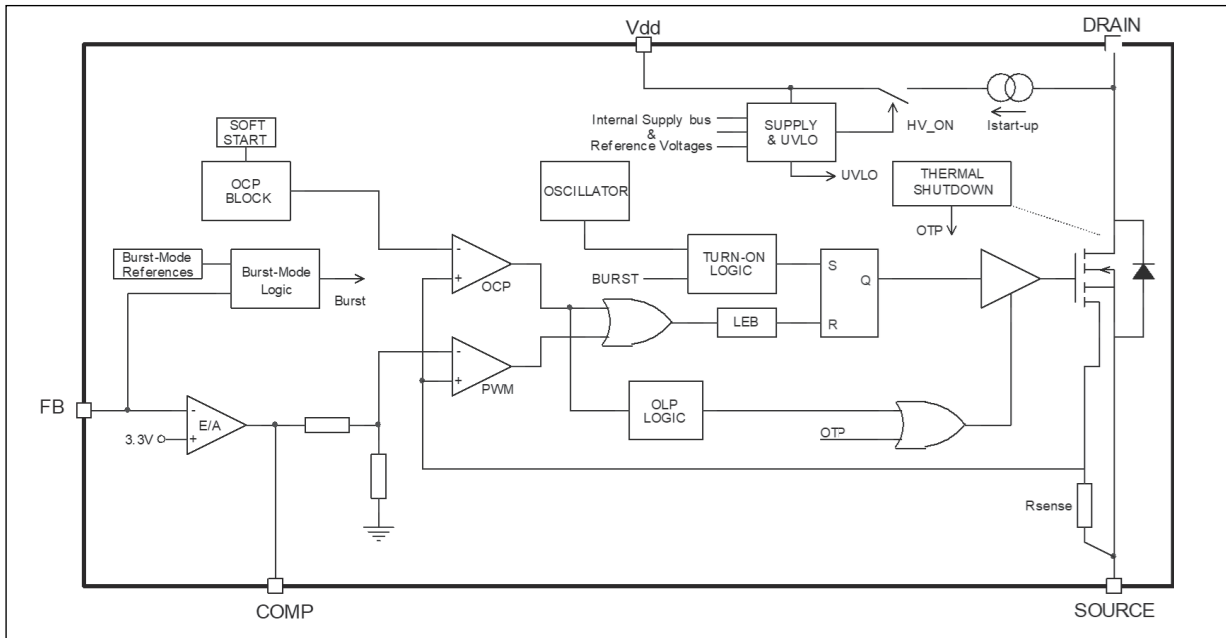 Vdd
DRAIN
SOFT
START
Internal Supply bus
&
Reference Voltages
SUPPLY
& UVLO
HV_ON
Istart-up
OCP
BLOCK
OSCILLATOR
UVLO
THERMAL
SHUTDOWN
OTP
Burst-Mode
References
Burst-Mode
Logic
Burst
-
+
OCP
BURST
TURN-ON
LOGIC
S
Q
R
LEB
-
+
PWM
FB
-
E/A
3.3V
+
OLP
LOGIC
OTP
Rsense
COMP
SOURCE